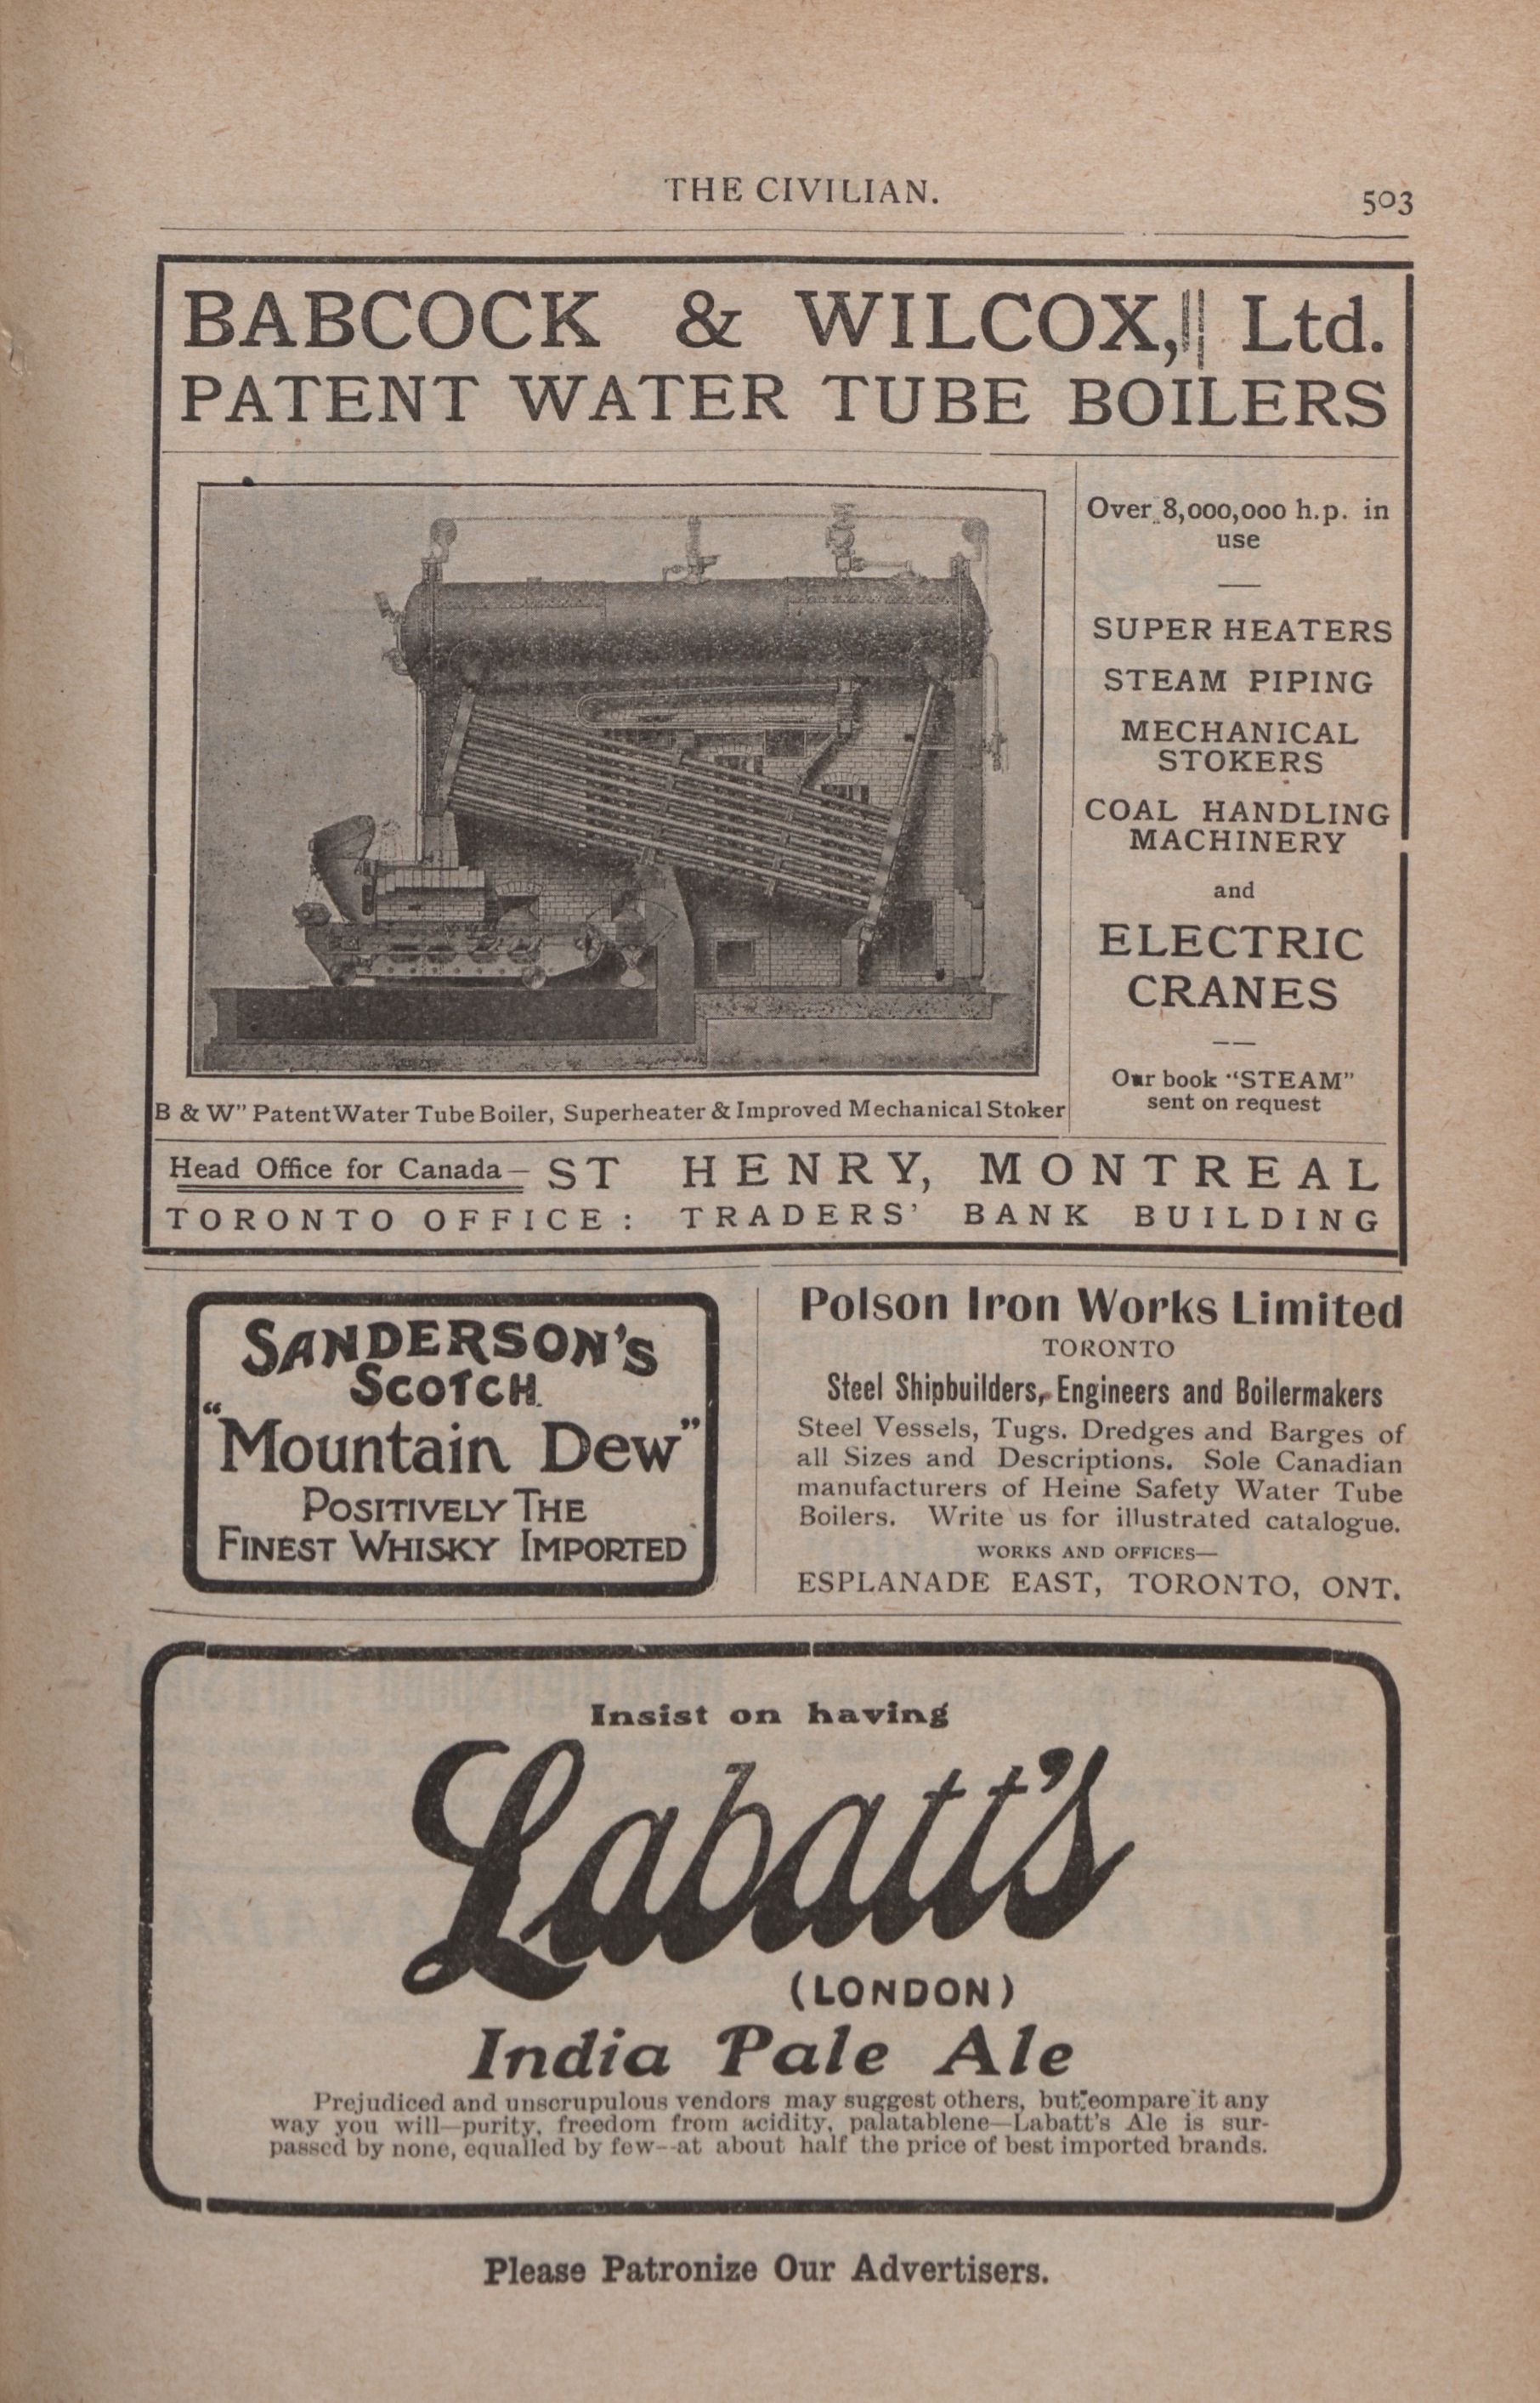 THE CIVILIAN.
503
BABCOCK & WILCOX, Ltd.
PATENT WATER TUBE BOILERS
Over 8,000,000 h.p. in
use
SUPER HEATERS
STEAM PIPING
MECHANICAL
STOKERS
COAL HANDLING
MACHINERY
and
ELECTRIC
CRANES
Our book "STEAM"
sent on request
B & W" Patent Water Tube Boiler, Superheater & Improved Mechanical Stoker
Head Office for Canada— ST HENRY, MONTREAL
TORONTO OFFICE: TRADERS' BANK BUILDING
SANDERSON'S
SCOTCH.
"Mountain Dew"
POSITIVELY THE
FINEST WHISKY IMPORTED
Polson Iron Works Limited
TORONTO
Steel Shipbuilders, Engineers and Boilermakers
Steel Vessels, Tugs. Dredges and Barges of
all Sizes and Descriptions. Sole Canadian
manufacturers of Heine Safety Water Tube
Boilers. Write us for illustrated catalogue.
WORKS AND OFFICES—
ESPLANADE EAST, TORONTO, ONT.
Insist on having
Labatt's
(LONDON)
India Pale Ale
Prejudiced and unscrupulous vendors may suggest others, but compare it any
way you will—purity, freedom from acidity, palatablene—Labatt's Ale is sur-
passed by none, equalled by few--at about half the price of best imported brands.
Please Patronize Our Advertisers.